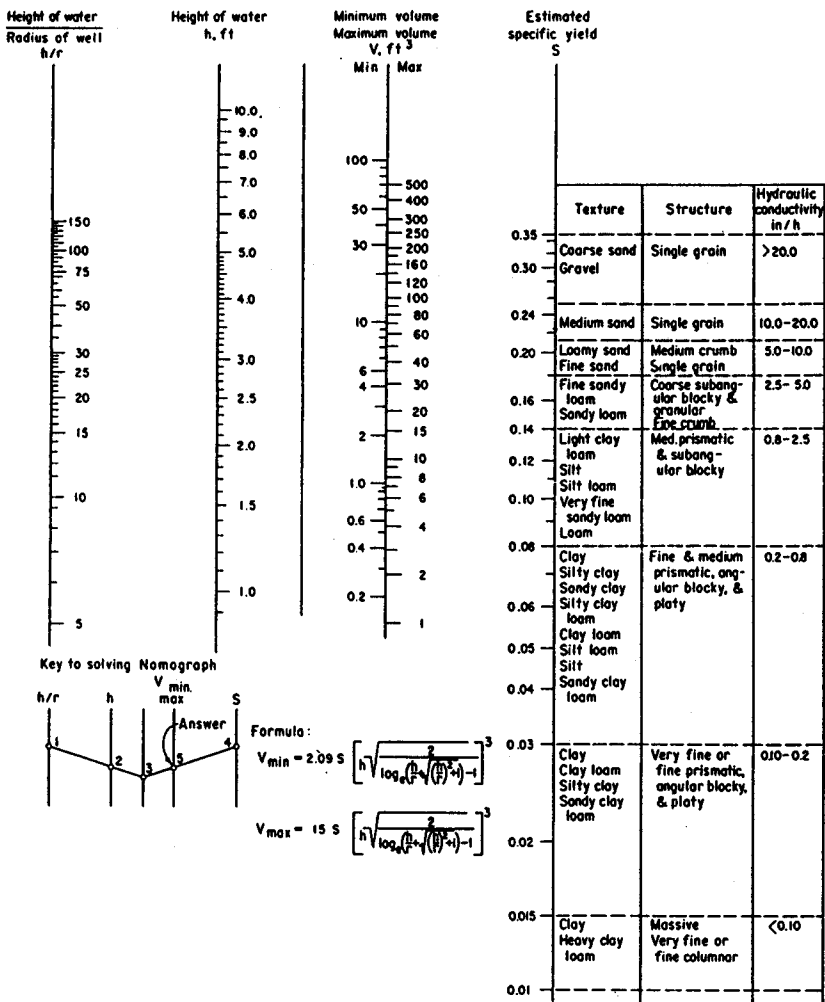 Height of water
Radius of well
h/r
Height of water
h, ft
Minimum volume
Maximum volume
V, ft³
Min Max
Estimated
specific yield
S
150
100
75
50
30
25
20
15
10
5
10.0
9.0
8.0
7.0
6.0
5.0
4.0
3.0
2.5
2.0
1.5
1.0
100
50
30
10
6
4
2
1.0
0.6
0.4
0.2
500
400
300
250
200
160
120
100
80
60
40
30
20
15
10
8
6
4
2
1
0.35
0.30
0.24
0.20
0.16
0.14
0.12
0.10
0.08
0.06
0.05
0.04
0.03
0.02
0.015
0.01
Texture Structure Hydraulic
conductivity
in/h
Coarse sand Single grain >20.0
Gravel
Medium sand Single grain 10.0-20.0
Loamy sand Medium crumb 5.0-10.0
Fine sand Single grain
Fine sandy Coarse subang- 2.5-5.0
loam ular blocky &
Sandy loam granular
Fine crumb
Light clay Med. prismatic 0.8-2.5
loam & subang-
Silt ular blocky
Silt loam
Very fine
sandy loam
Loam
Clay Fine & medium 0.2-0.8
Silty clay prismatic, ang-
Sandy clay ular blocky, &
Silty clay platy
loam
Clay loam
Silt loam
Silt
Sandy clay
loam
Clay Very fine or 0.10-0.2
Clay loam fine prismatic,
Silty clay angular blocky,
Sandy clay & platy
loam
Clay Massive <0.10
Heavy clay Very fine or
loam fine columnar
Key to solving Nomograph
h/r h V min. max S
Answer
1
2
3
5
4
Formula:
V min = 2.09 S [h√(2/(log e(h/r+√((h/r)²+1)-1)))]³
V max = 15 S [h√(2/(log e(h/r+√((h/r)²+1)-1)))]³